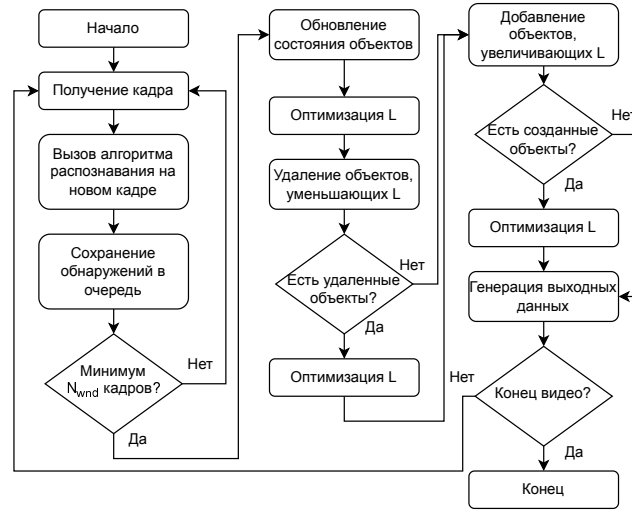 Начало
Получение кадра
Вызов алгоритма
распознавания на
новом кадре
Сохранение
обнаружений в
очередь
Минимум
N_wnd кадров?
Нет
Да
Обновление
состояния объектов
Оптимизация L
Удаление объектов,
уменьшающих L
Есть удаленные
объекты?
Нет
Да
Оптимизация L
Добавление
объектов,
увеличивающих L
Есть созданные
объекты?
Нет
Да
Оптимизация L
Генерация выходных
данных
Конец видео?
Нет
Да
Конец